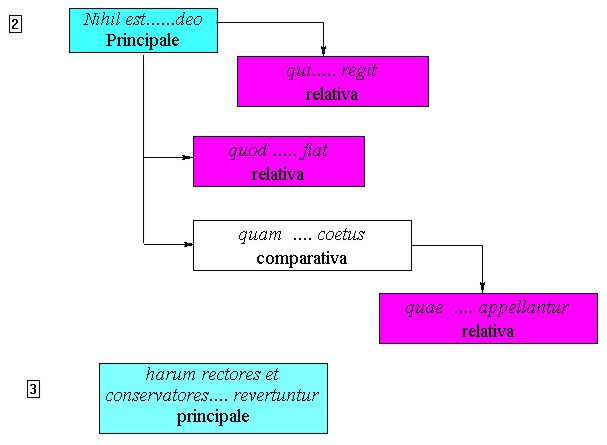 2
Nihil est......deo
Principale
qui..... regit
relativa
quod ..... fiat
relativa
quam .... coetus
comparativa
quae .... appellantur
relativa
3
harum rectores et
conservatores.... revertuntur
principale